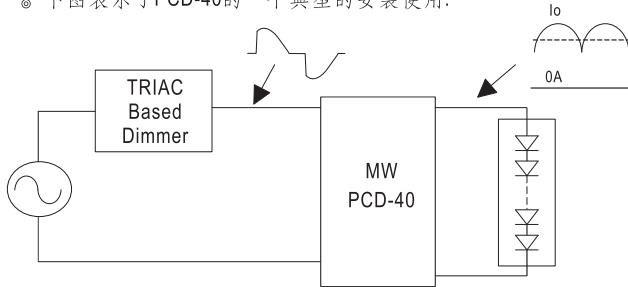 ◎ 下图表示了PCD-40的一个典型的安装使用:
Io
0A
TRIAC
Based
Dimmer
MW
PCD-40